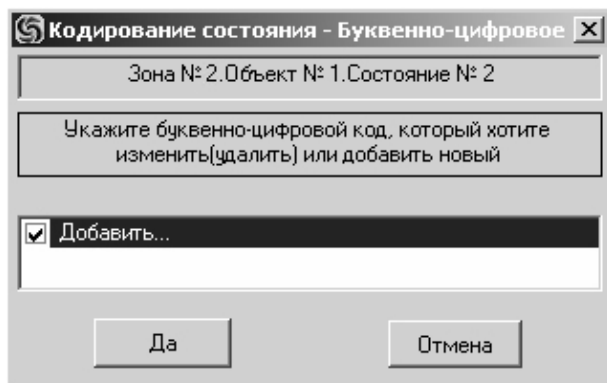 Кодирование состояния - Буквенно-цифровое
Зона № 2.Объект № 1.Состояние № 2
Укажите буквенно-цифровой код, который хотите
изменить(удалить) или добавить новый
Добавить...
Да
Отмена